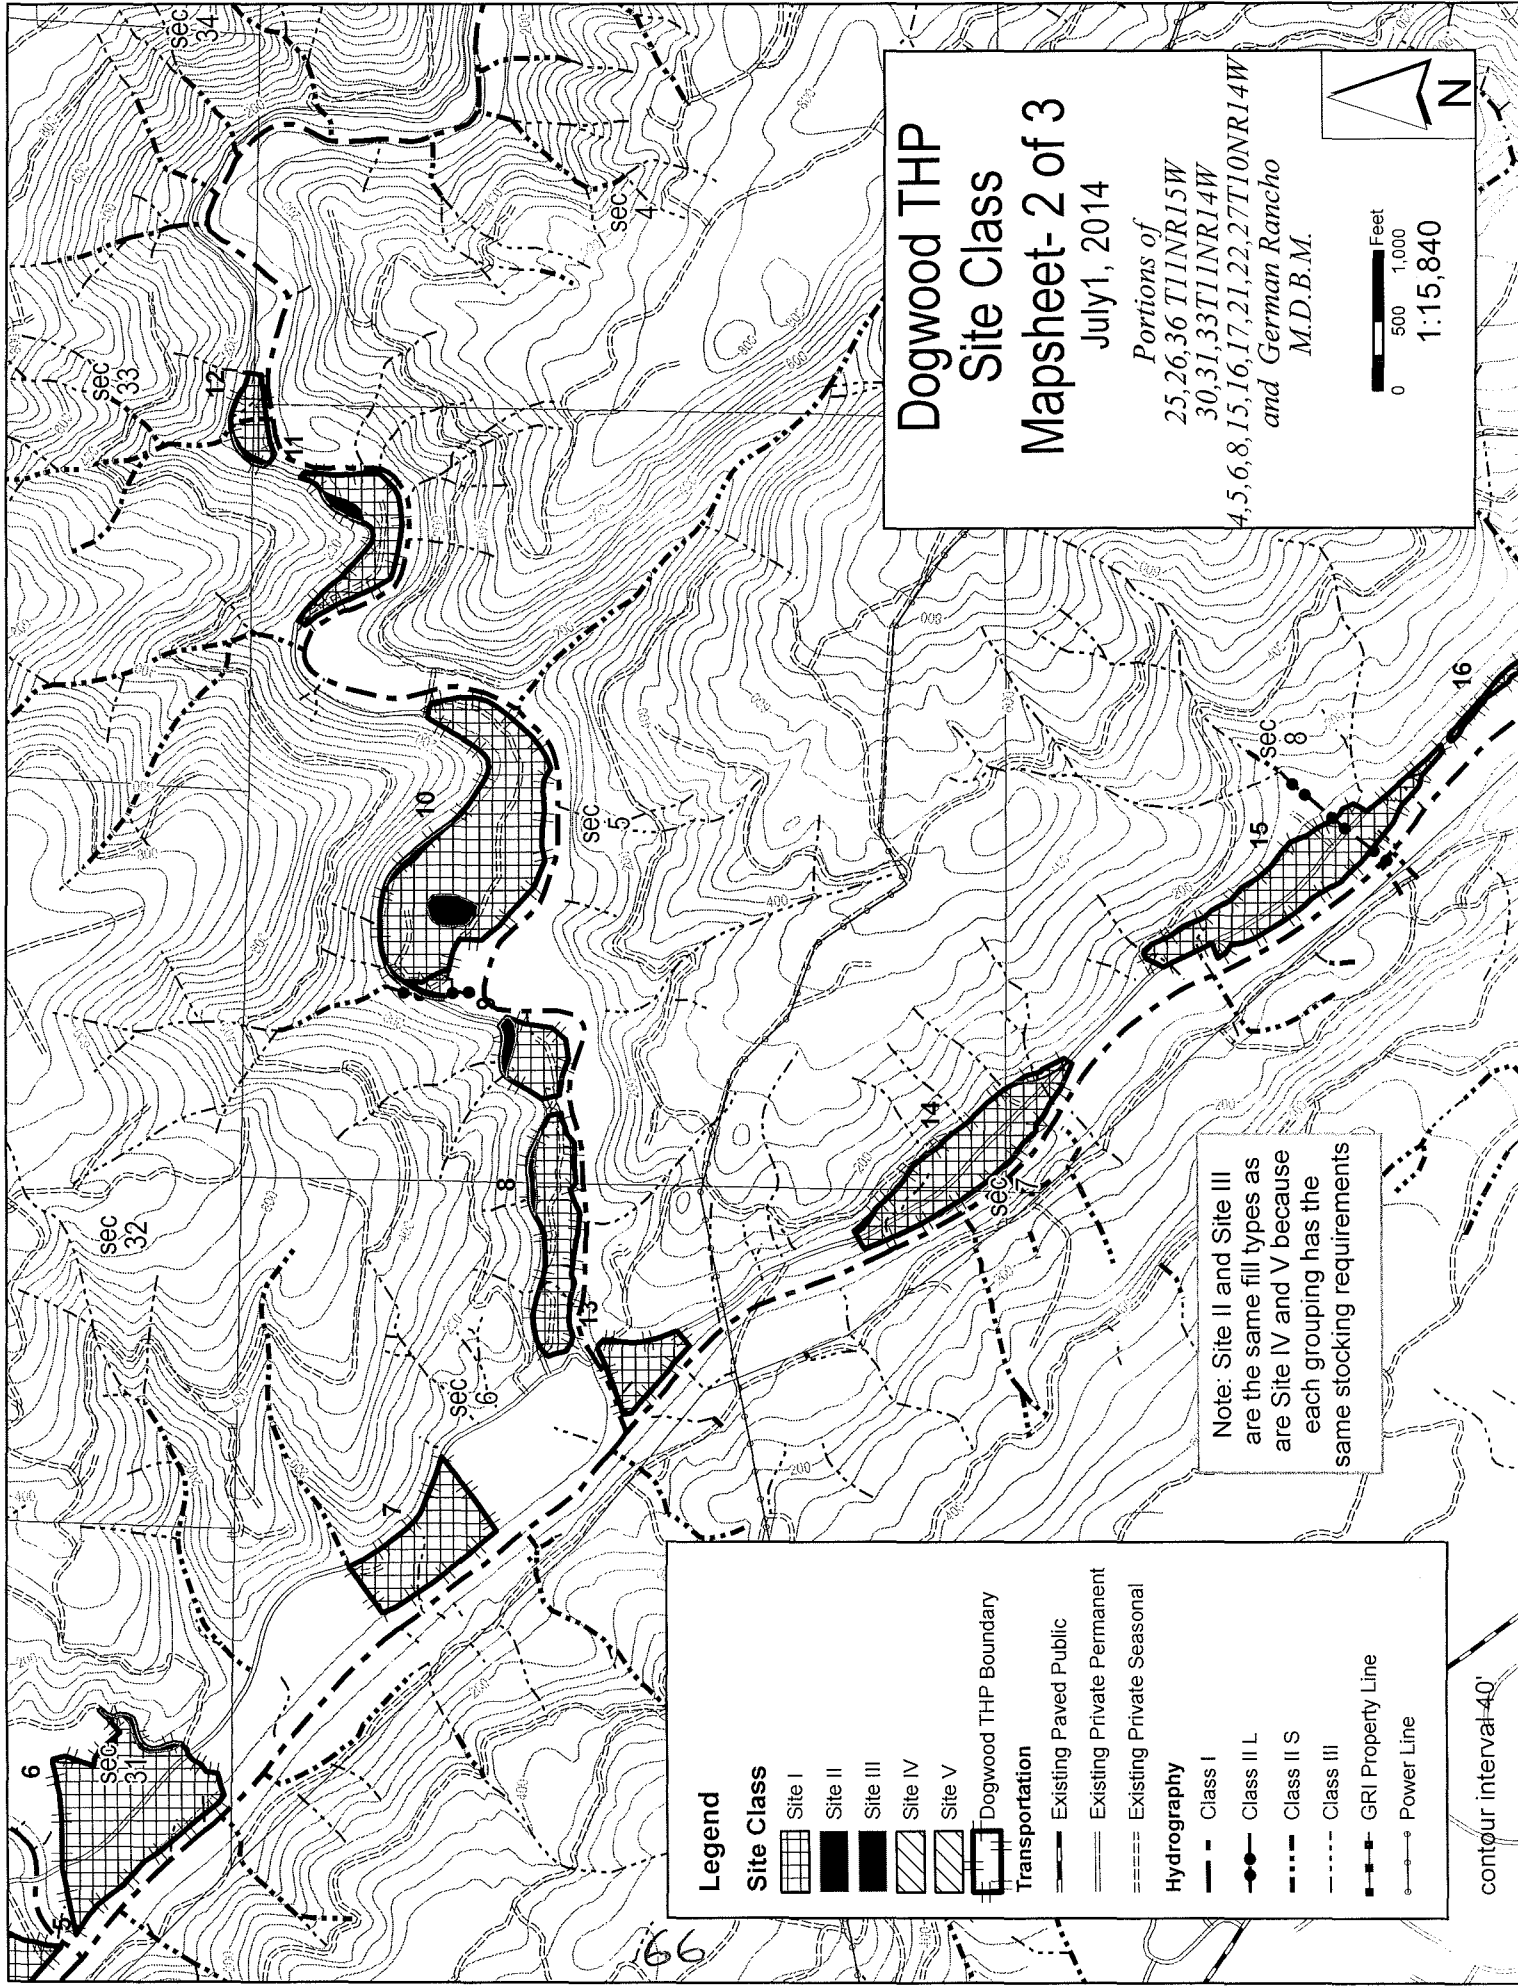 Dogwood THP
Site Class
Mapsheet- 2 of 3
July1, 2014
Portions of
25,26,36 T11NR15W
30,31,33T11NR14W
4,5,6,8,15,16,17,21,22,27T10NR14W
and German Rancho
M.D.B.M.
0 500 1,000
Feet
1:15,840
N
Legend
Site Class
Site I
Site II
Site III
Site IV
Site V
Dogwood THP Boundary
Transportation
Existing Paved Public
Existing Private Permanent
Existing Private Seasonal
Hydrography
Class I
Class II L
Class II S
Class III
GRI Property Line
Power Line
contour interval 40'
Note: Site II and Site III
are the same fill types as
are Site IV and V because
each grouping has the
same stocking requirements
66
5
6
sec
31
7
sec
32
sec
6
8
13
9
10
sec
5
11
12
sec
33
sec
34
sec
4
14
sec
7
15
sec
8
16